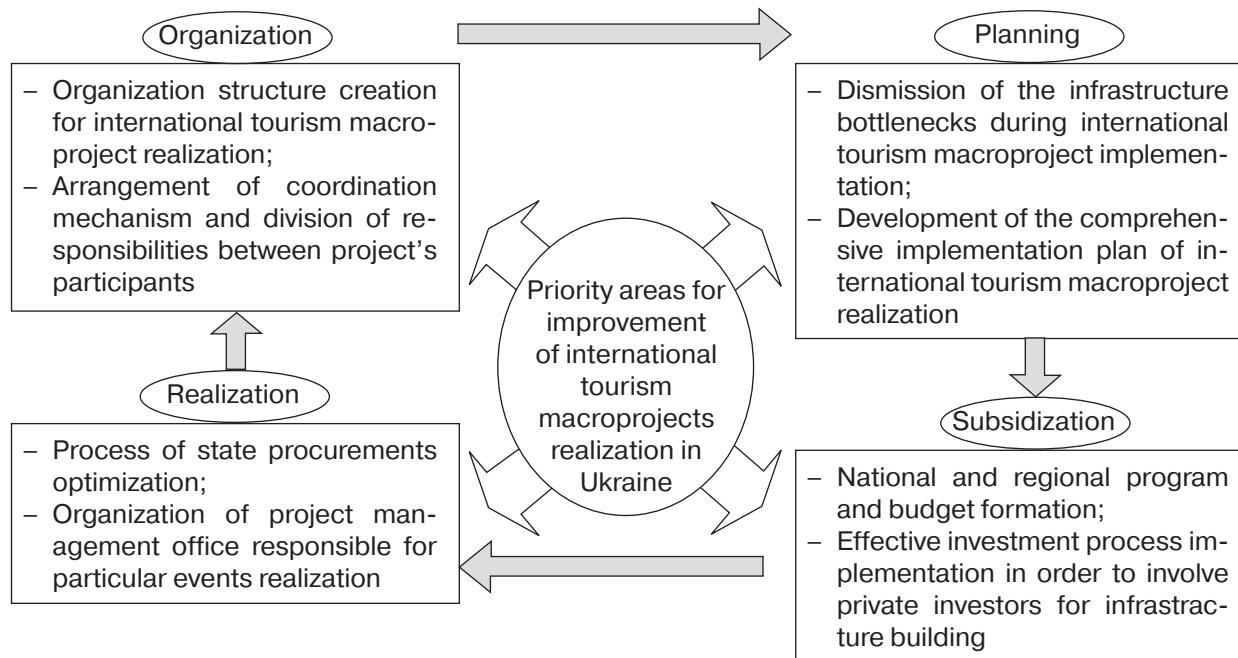 Organization
– Organization structure creation
for international tourism macro-
project realization;
– Arrangement of coordination
mechanism and division of re-
sponsibilities between project's
participants
Planning
– Dismission of the infrastructure
bottlenecks during international
tourism macroproject implemen-
tation;
– Development of the comprehen-
sive implementation plan of in-
ternational tourism macroproject
realization
Priority areas for
improvement
of international
tourism
macroprojects
realization in
Ukraine
Realization
– Process of state procurements
optimization;
– Organization of project man-
agement office responsible for
particular events realization
Subsidization
– National and regional program
and budget formation;
– Effective investment process im-
plementation in order to involve
private investors for infrastrac-
cture building